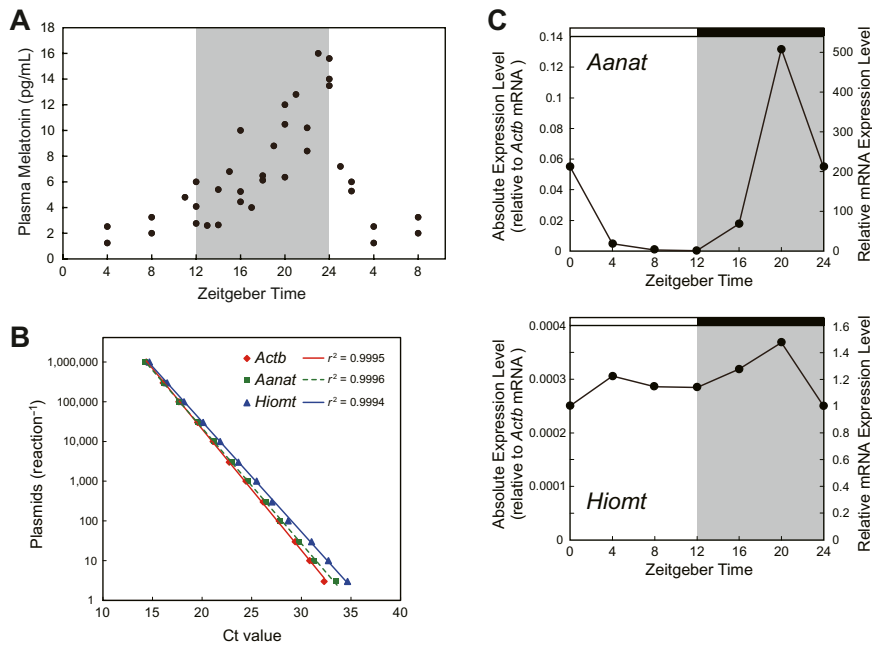 A
Plasma Melatonin (pg/mL)
18
16
14
12
10
8
6
4
2
0
0 4 8 12 16 20 24 4 8
Zeitgeber Time
B
Plasmids (reaction⁻¹)
1,000,000
100,000
10,000
1,000
100
10
1
Actb r² = 0.9995
Aanat r² = 0.9996
Hiomt r² = 0.9994
10 15 20 25 30 35 40
Ct value
C
Absolute Expression Level
(relative to Actb mRNA)
0.14
0.12
0.1
0.08
0.06
0.04
0.02
0
Aanat
500
400
300
200
100
0
Relative mRNA Expression Level
0 4 8 12 16 20 24
Zeitgeber Time
Absolute Expression Level
(relative to Actb mRNA)
0.0004
0.0003
0.0002
0.0001
0
Hiomt
1.6
1.4
1.2
1.0
0.8
0.6
0.4
0.2
0
Relative mRNA Expression Level
0 4 8 12 16 20 24
Zeitgeber Time